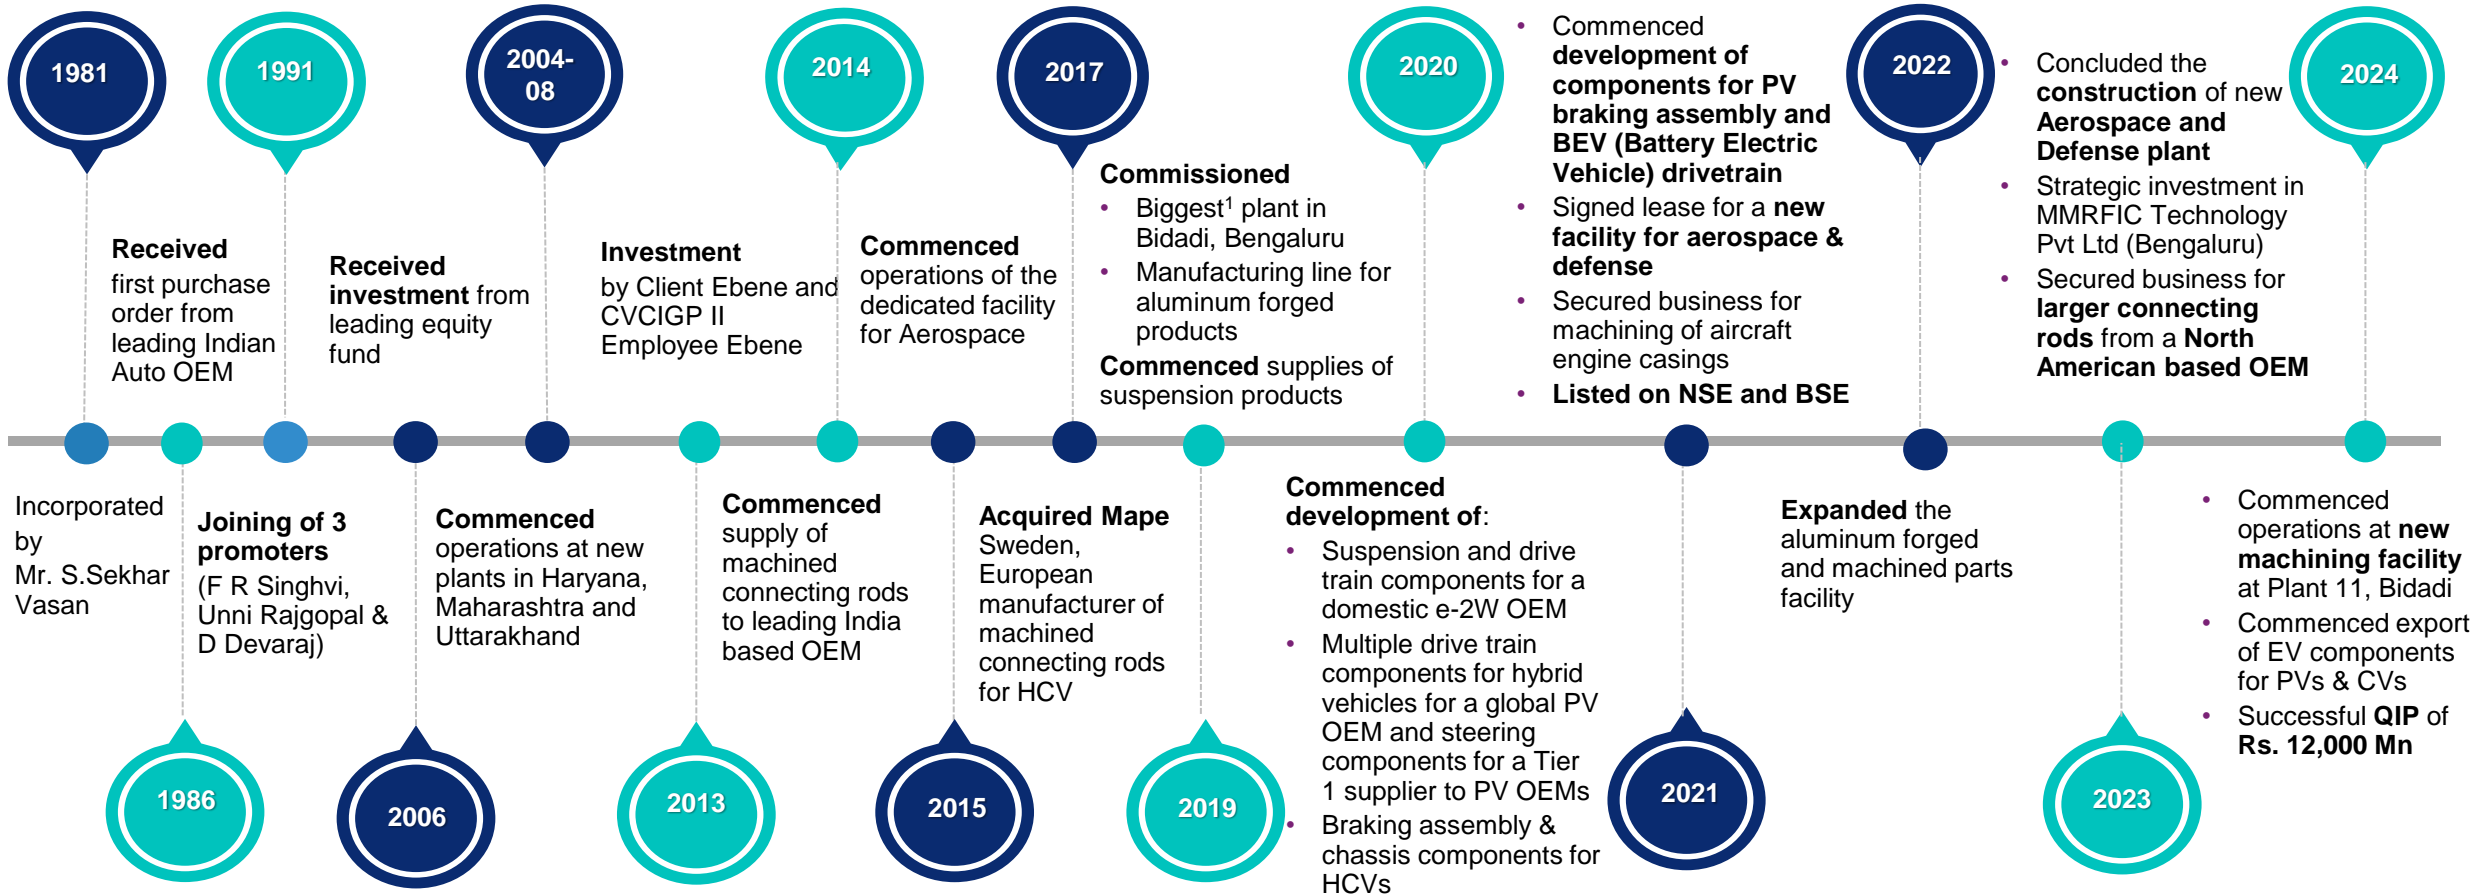 1981
1991
2004-
08
2014
2017
2020
2022
2024
Received
first purchase
order from
leading Indian
Auto OEM
Received
investment from
leading equity
fund
Investment
by Client Ebene and
CVCIGP II
Employee Ebene
Commenced
operations of the
dedicated facility
for Aerospace
Commissioned
• Biggest¹ plant in
Bidadi, Bengaluru
• Manufacturing line for
aluminum forged
products
Commenced supplies of
suspension products
• Commenced
development of
components for PV
braking assembly and
BEV (Battery Electric
Vehicle) drivetrain
• Signed lease for a new
facility for aerospace &
defense
• Secured business for
machining of aircraft
engine casings
• Listed on NSE and BSE
• Concluded the
construction of new
Aerospace and
Defense plant
• Strategic investment in
MMRFIC Technology
Pvt Ltd (Bengaluru)
• Secured business for
larger connecting
rods from a North
American based OEM
Incorporated
by
Mr. S.Sekhar
Vasan
Joining of 3
promoters
(F R Singhvi,
Unni Rajgopal &
D Devaraj)
Commenced
operations at new
plants in Haryana,
Maharashtra and
Uttarakhand
Commenced
supply of
machined
connecting rods
to leading India
based OEM
Acquired Mape
Sweden,
European
manufacturer of
machined
connecting rods
for HCV
Commenced
development of:
• Suspension and drive
train components for a
domestic e-2W OEM
• Multiple drive train
components for hybrid
vehicles for a global PV
OEM and steering
components for a Tier
1 supplier to PV OEMs
• Braking assembly &
chassis components for
HCVs
Expanded the
aluminum forged
and machined parts
facility
• Commenced
operations at new
machining facility
at Plant 11, Bidadi
• Commenced export
of EV components
for PVs & CVs
• Successful QIP of
Rs. 12,000 Mn
1986
2006
2013
2015
2019
2021
2023